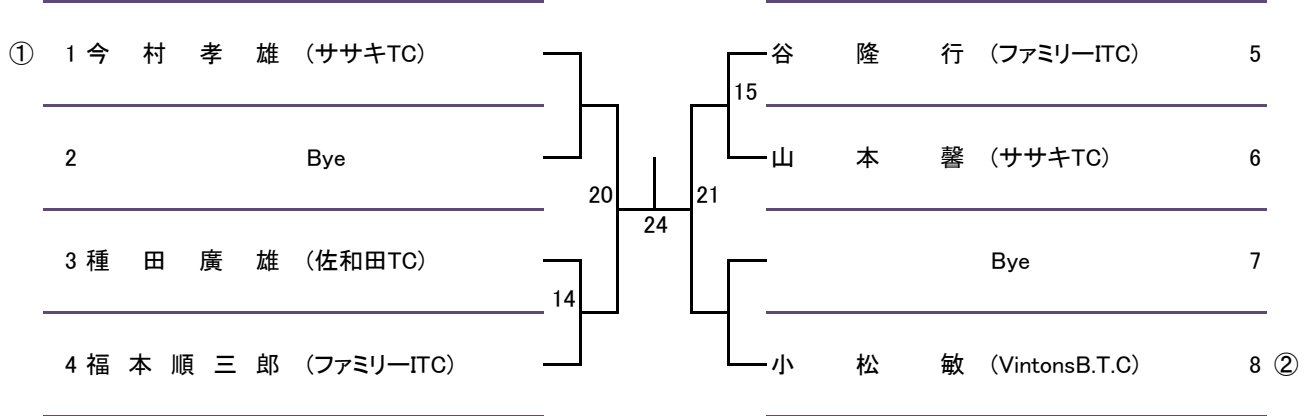 ① 1 今村孝雄 (ササキTC)
2 Bye
3 種田廣雄 (佐和田TC)
4 福本順三郎 (ファミリーITC)
14
20
24
21
15
谷隆行 (ファミリーITC) 5
山本馨 (ササキTC) 6
Bye 7
小松敏 (VintonsB.T.C) 8 ②